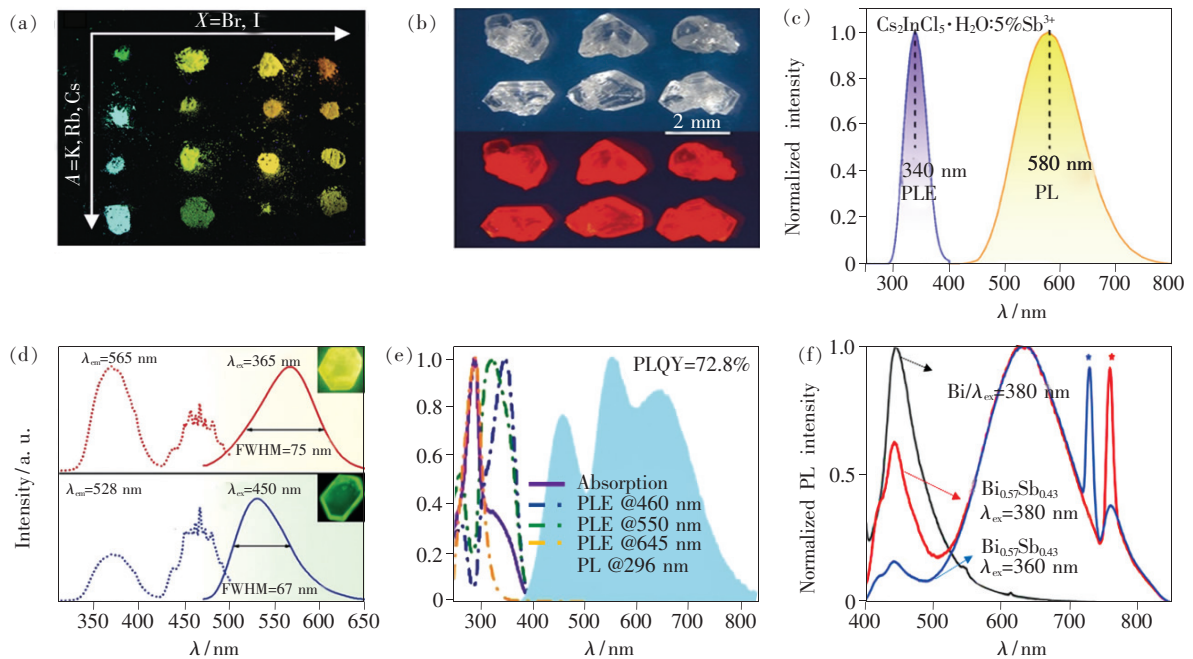 (a)
X=Br, I
A=K, Rb, Cs
(b)
2 mm
(c)
Cs₂InCl₅·H₂O:5%Sb³⁺
340 nm
PLE
580 nm
PL
Normalized intensity
1.0
0.8
0.6
0.4
0.2
0
300 400 500 600 700 800
λ/nm
(d)
λem=565 nm
λex=365 nm
FWHM=75 nm
λem=528 nm
λex=450 nm
FWHM=67 nm
Intensity/a. u.
350 400 450 500 550 600 650
λ/nm
(e)
PLQY=72.8%
Absorption
PLE @460 nm
PLE @550 nm
PLE @645 nm
PL @296 nm
1.0
0.8
0.6
0.4
0.2
0
300 400 500 600 700 800
λ/nm
(f)
Bi/λex=380 nm
Bi₀.₅₇Sb₀.₄₃
λex=380 nm
Bi₀.₅₇Sb₀.₄₃
λex=360 nm
Normalized PL intensity
1.0
0.5
0
400 500 600 700 800
λ/nm